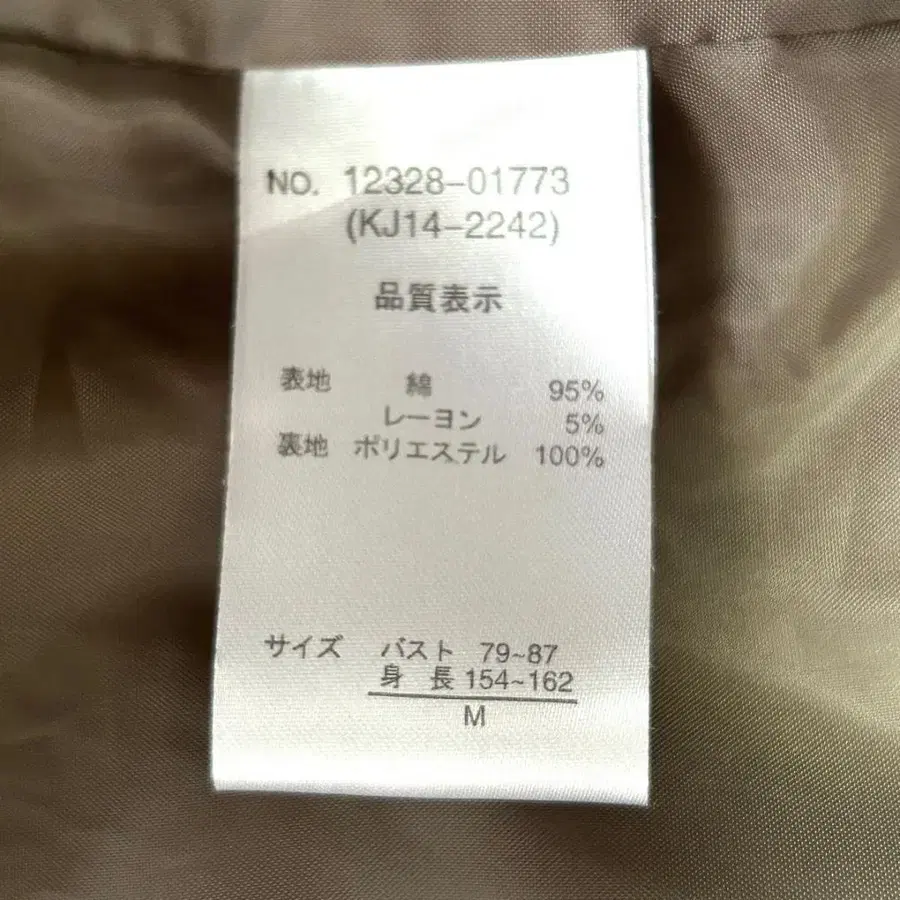 NO. 12328-01773
(KJ14-2242)
品質表示
表地 綿 95%
レーヨン 5%
裏地 ポリエステル 100%
サイズ バスト 79~87
身長 154~162
M